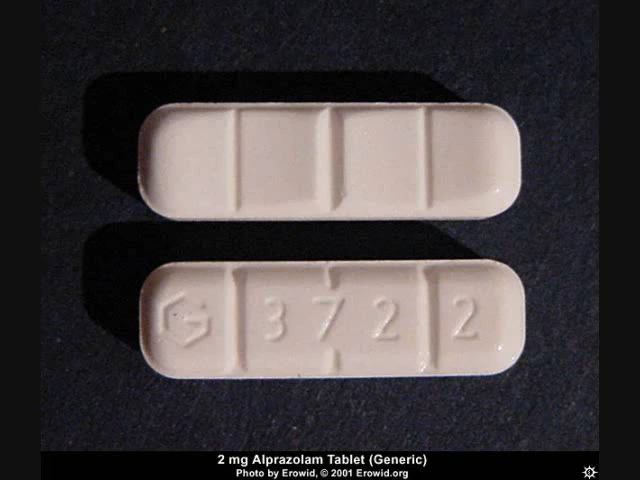 G 3 7 2 2
2 mg Alprazolam Tablet (Generic)
Photo by Erowid, © 2001 Erowid.org